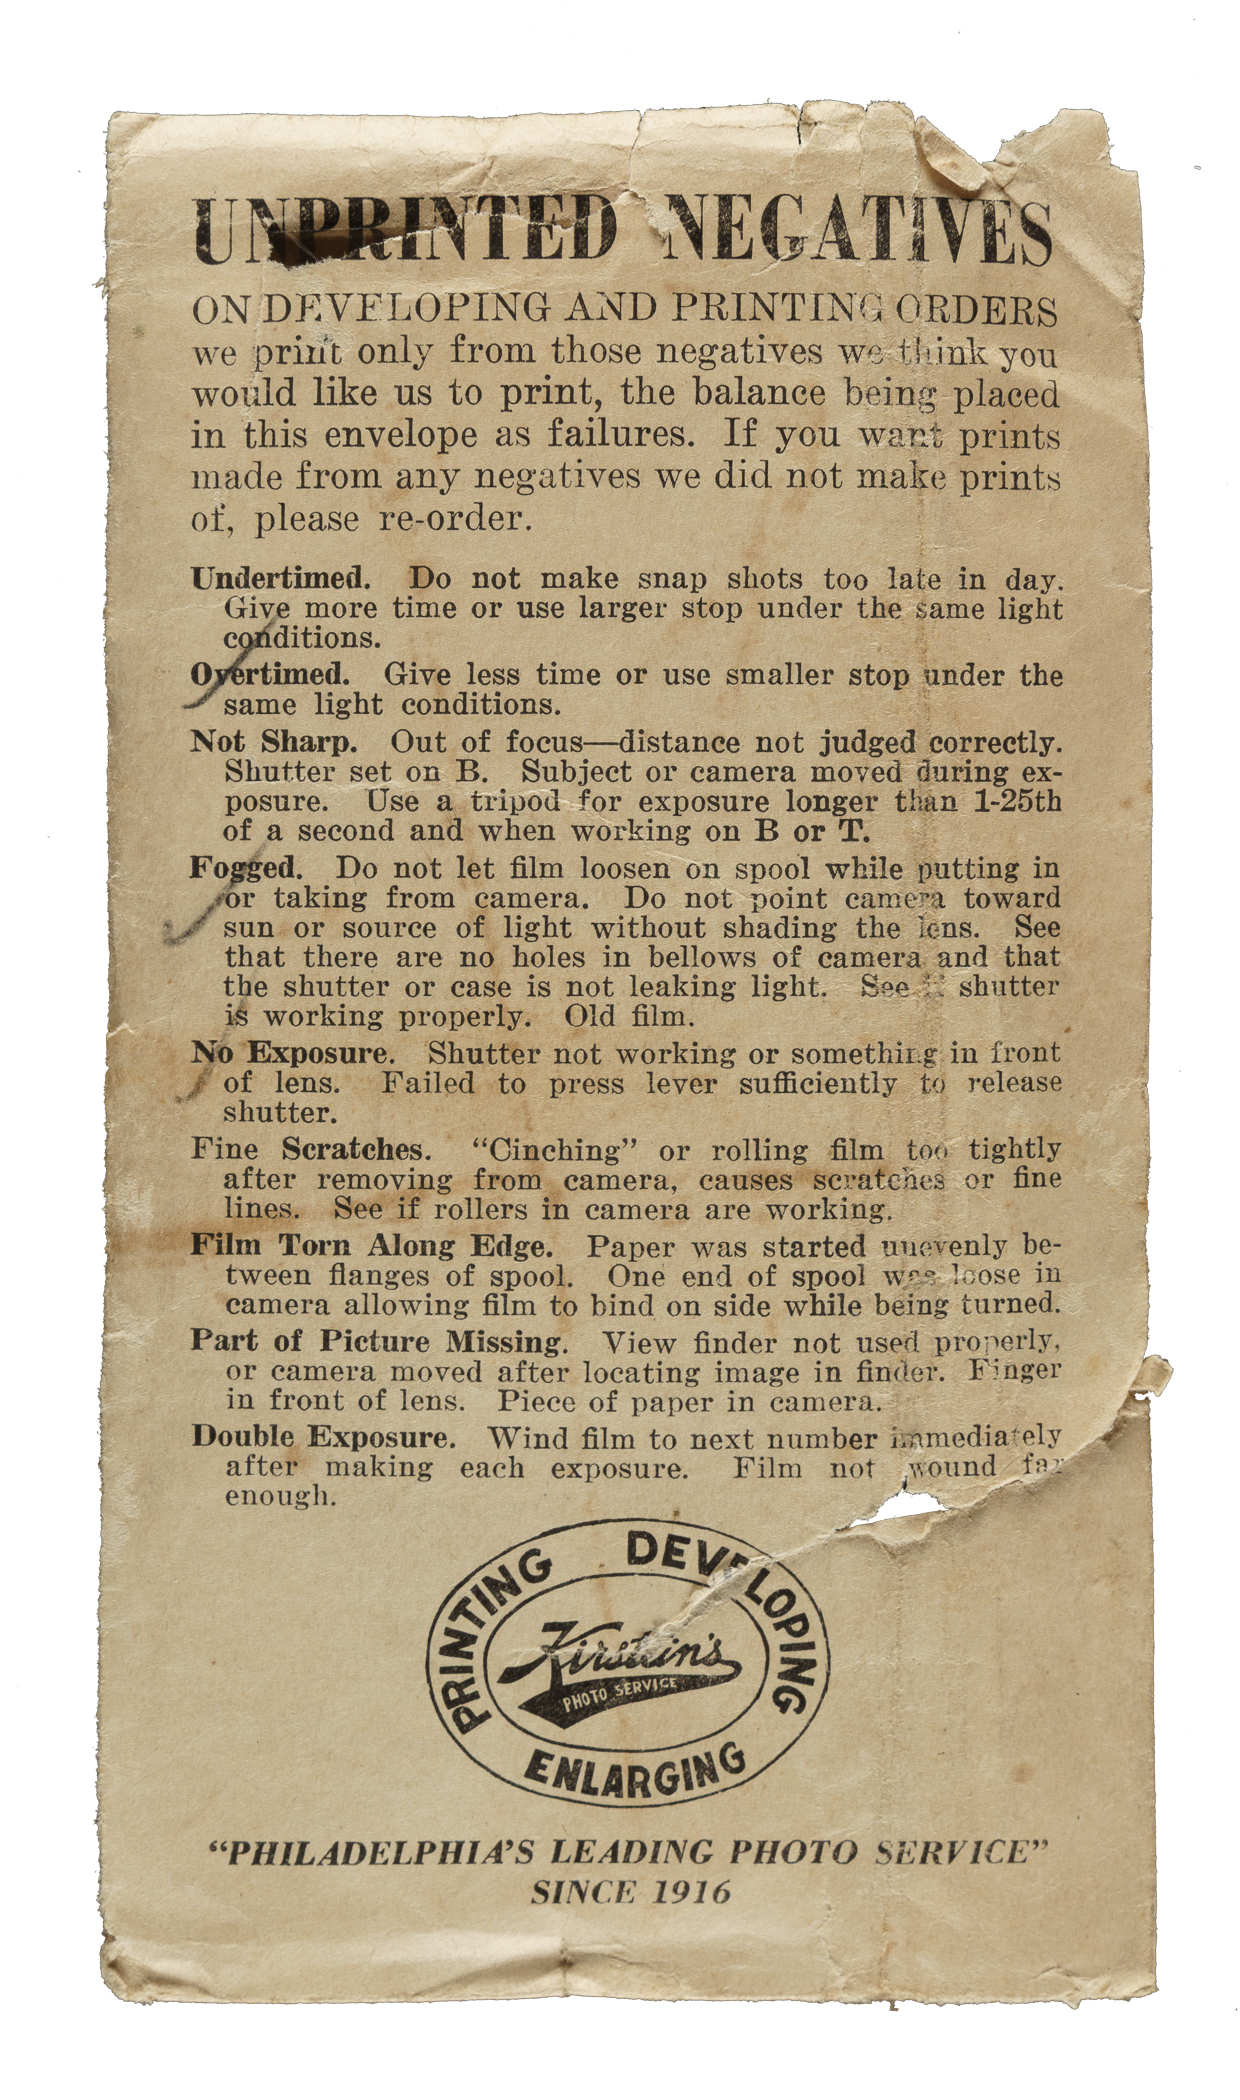 UNPRINTED NEGATIVES
ON DEVELOPING AND PRINTING ORDERS
we print only from those negatives we think you
would like us to print, the balance being placed
in this envelope as failures. If you want prints
made from any negatives we did not make prints
of, please re-order.
Undertimed. Do not make snap shots too late in day.
Give more time or use larger stop under the same light
conditions.
Overtimed. Give less time or use smaller stop under the
same light conditions.
Not Sharp. Out of focus—distance not judged correctly.
Shutter set on B. Subject or camera moved during ex-
posure. Use a tripod for exposure longer than 1-25th
of a second and when working on B or T.
Fogged. Do not let film loosen on spool while putting in
or taking from camera. Do not point camera toward
sun or source of light without shading the lens. See
that there are no holes in bellows of camera and that
the shutter or case is not leaking light. See if shutter
is working properly. Old film.
No Exposure. Shutter not working or something in front
of lens. Failed to press lever sufficiently to release
shutter.
Fine Scratches. "Cinching" or rolling film too tightly
after removing from camera, causes scratches or fine
lines. See if rollers in camera are working.
Film Torn Along Edge. Paper was started unevenly be-
tween flanges of spool. One end of spool was loose in
camera allowing film to bind on side while being turned.
Part of Picture Missing. View finder not used properly,
or camera moved after locating image in finder. Finger
in front of lens. Piece of paper in camera.
Double Exposure. Wind film to next number immediately
after making each exposure. Film not wound far
enough.
PRINTING DEVELOPING
Kirstein's
PHOTO SERVICE
ENLARGING
"PHILADELPHIA'S LEADING PHOTO SERVICE"
SINCE 1916